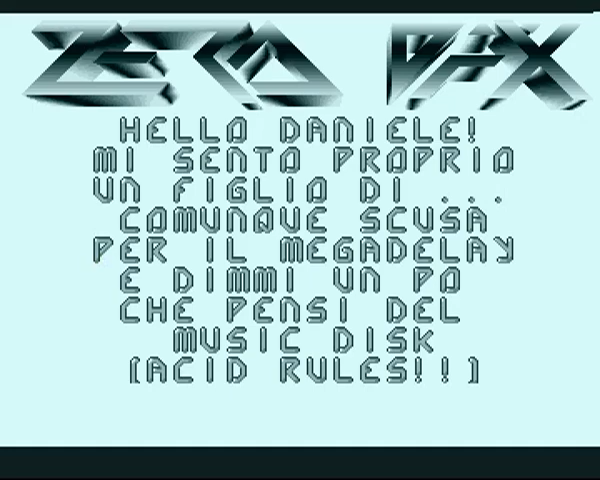 ZERO DFX
HELLO DANIELE!
MI SENTO PROPRIO
UN FIGLIO DI ...
COMUNQUE SCUSA
PER IL MEGADELAY
E DIMMI UN PO
CHE PENSI DEL
MUSIC DISK
(ACID RULES!!)